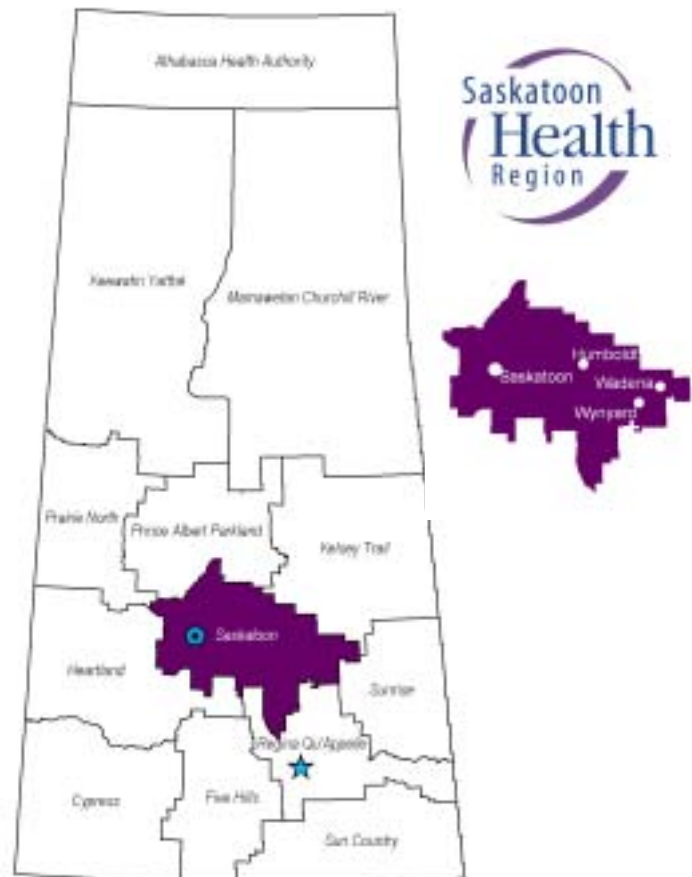 Athabasca Health Authority
Saskatoon
Health
Region
Keewatin Yatthé
Mamawetan Churchill River
Humboldt
Saskatoon
Wadena
Wynyard
Prairie North
Prince Albert Parkland
Kelsey Trail
Saskatoon
Heartland
Sunrise
Regina Qu'Appelle
Cypress
Five Hills
Sun Country